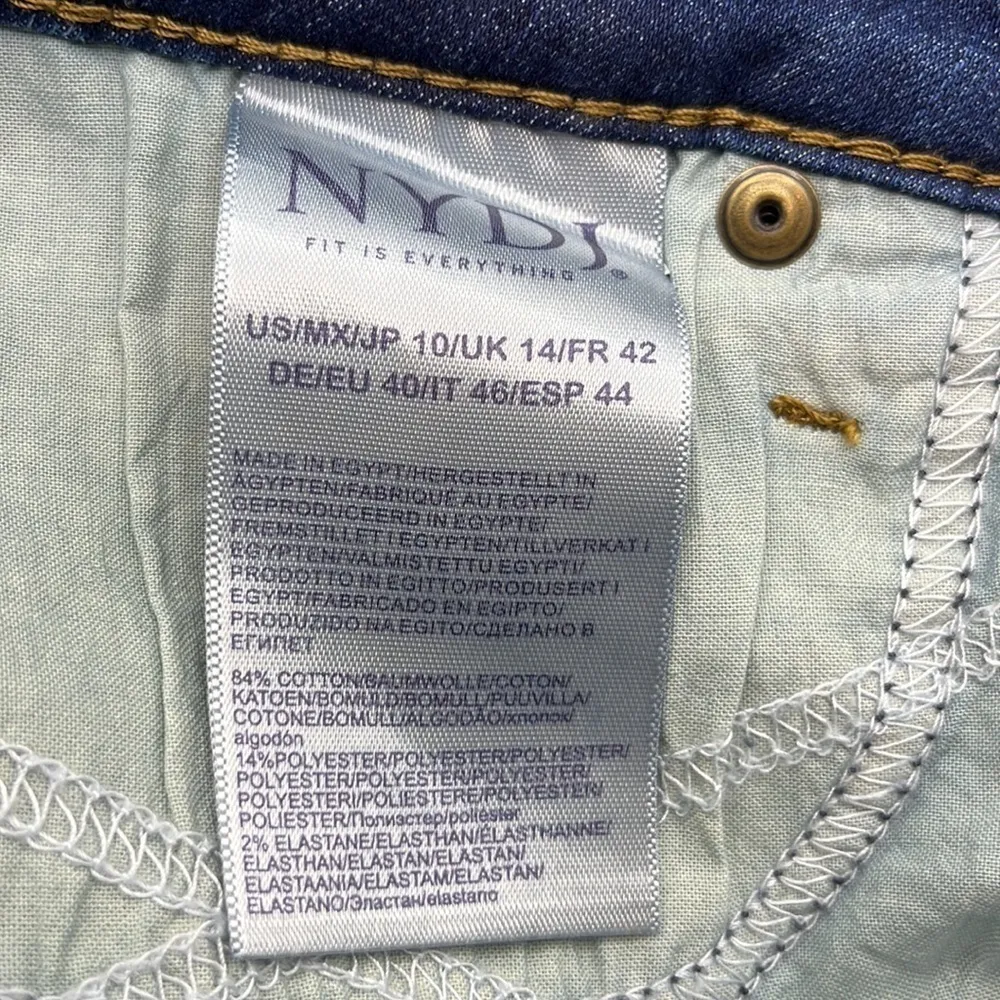 NYDJ
FIT IS EVERYTHING®
US/MX/JP 10/UK 14/FR 42
DE/EU 40/IT 46/ESP 44
MADE IN EGYPT/HERGESTELLT IN
ÄGYPTEN/FABRIQUÉ AU EGYPTE/
GEPRODUCEERD IN EGYPTE/
FREMSTILLET I EGYPTEN/TILLVERKAT I
EGYPTEN/VALMISTETTU EGYPTI/
PRODOTTO IN EGITTO/PRODUSERT I
EGYPT/FABRICADO EN EGIPTO/
PRODUZIDO NA EGITO/СДЕЛАНО В
ЕГИПЕТ
84% COTTON/BAUMWOLLE/COTON/
KATOEN/BOMULD/BOMULL/PUUVILLA/
COTONE/BOMULL/ALGODÃO/хлопок/
algodón
14%POLYESTER/POLYESTER/POLYESTER/
POLYESTER/POLYESTER/POLYESTER/
POLYESTERI/POLIESTERE/POLYESTER/
POLIESTER/Полиэстер/poliéster
2% ELASTANE/ELASTHAN/ÉLASTHANNE/
ELASTHAN/ELASTAN/ELASTAN/
ELASTAANIA/ELASTAM/ELASTAN/
ELASTANO/Эластан/elastano